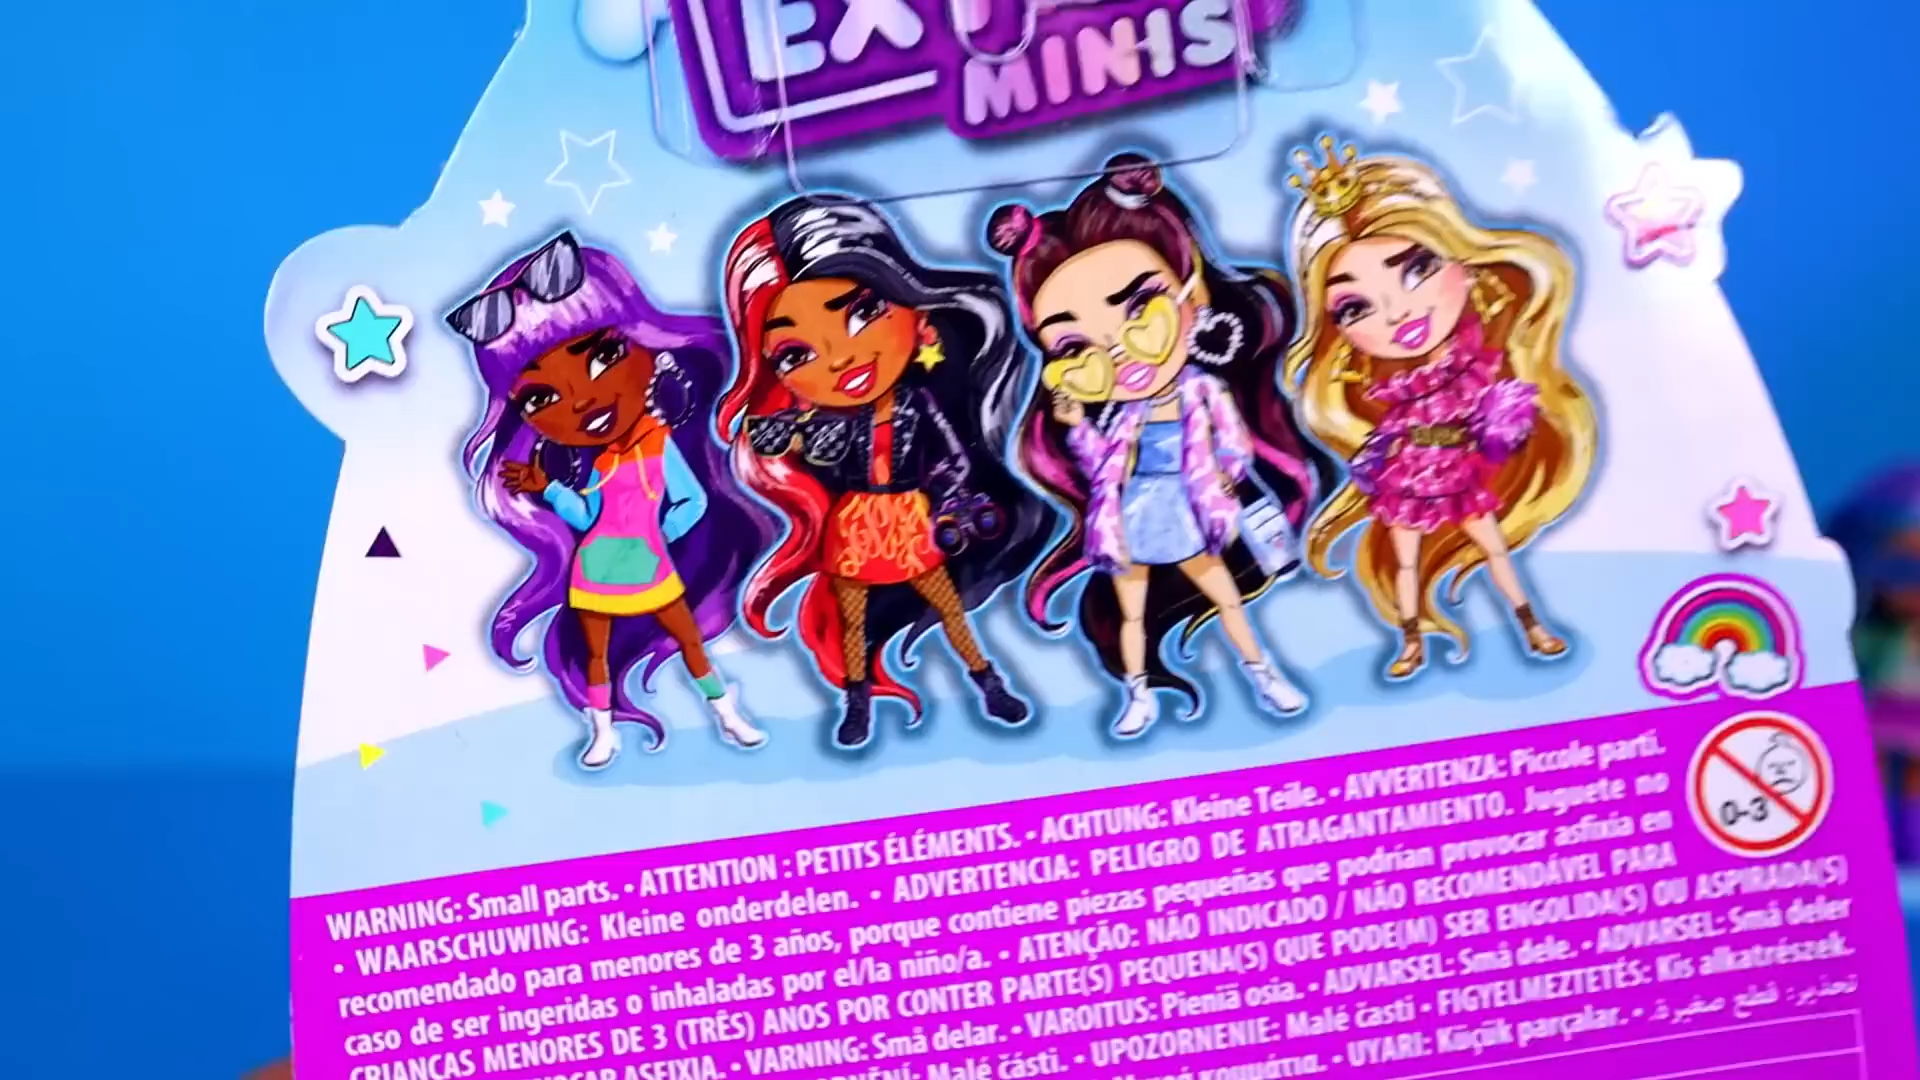 MINIS
WARNING: Small parts. • ATTENTION : PETITS ÉLÉMENTS. • ACHTUNG: Kleine Teile. • AVVERTENZA: Piccole parti.
• WAARSCHUWING: Kleine onderdelen. • ADVERTENCIA: PELIGRO DE ATRAGANTAMIENTO. Juguete no
recomendado para menores de 3 años, porque contiene piezas pequeñas que podrían provocar asfixia en
caso de ser ingeridas o inhaladas por el/la niño/a. • ATENÇÃO: NÃO INDICADO / NÃO RECOMENDÁVEL PARA
CRIANÇAS MENORES DE 3 (TRÊS) ANOS POR CONTER PARTE(S) PEQUENA(S) QUE PODE(M) SER ENGOLIDA(S) OU ASPIRADA(S)
ASFIXIA. • VARNING: Små delar. • VAROITUS: Pieniä osia. • ADVARSEL: Små dele. • ADVARSEL: Små deler
Malé části. • UPOZORNENIE: Malé časti • FIGYELMEZTETÉS: Kis alkatrészek.
κομμάτια. • UYARI: Küçük parçalar. • تحذير: قطع صغيرة.
0-3